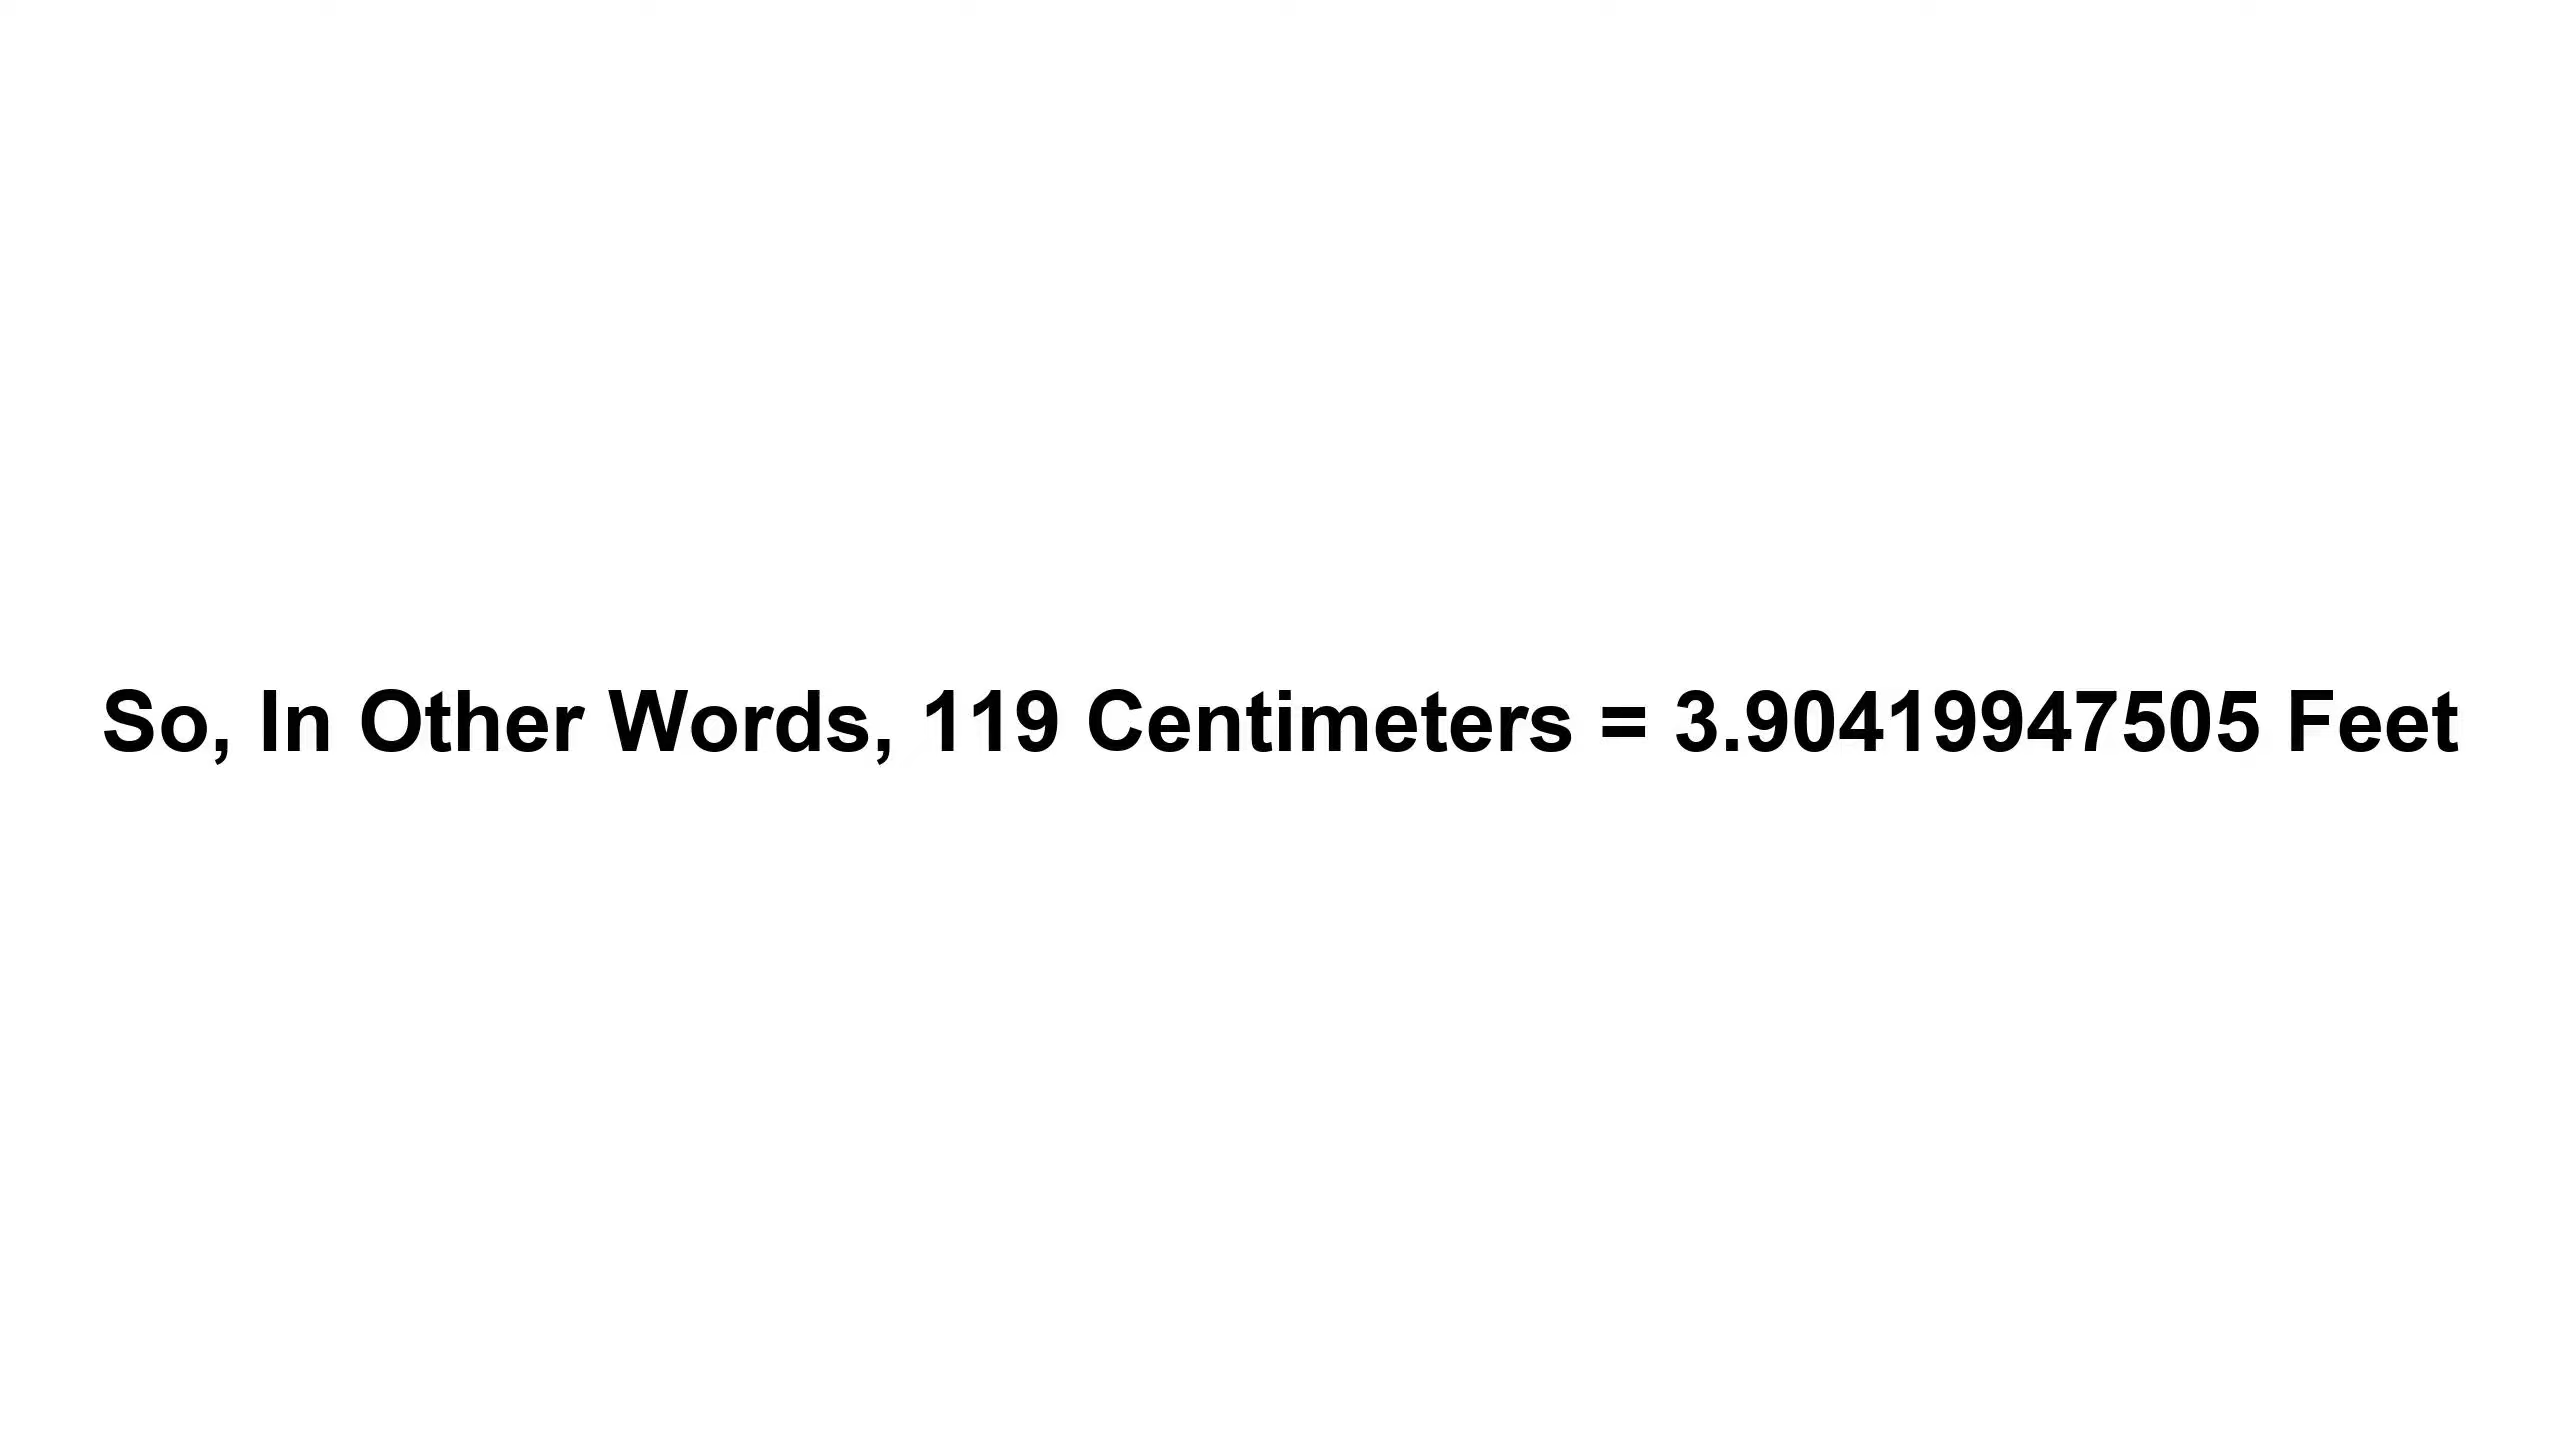 So, In Other Words, 119 Centimeters = 3.90419947505 Feet